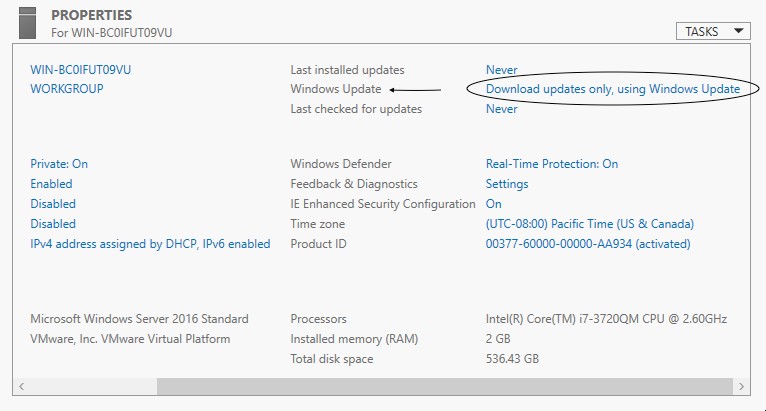 PROPERTIES
For WIN-BC0IFUT09VU
TASKS
WIN-BC0IFUT09VU Last installed updates Never
WORKGROUP Windows Update Download updates only, using Windows Update
Last checked for updates Never
Private: On Windows Defender Real-Time Protection: On
Enabled Feedback & Diagnostics Settings
Disabled IE Enhanced Security Configuration On
Disabled Time zone (UTC-08:00) Pacific Time (US & Canada)
IPv4 address assigned by DHCP, IPv6 enabled Product ID 00377-60000-00000-AA934 (activated)
Microsoft Windows Server 2016 Standard Processors Intel(R) Core(TM) i7-3720QM CPU @ 2.60GHz
VMware, Inc. VMware Virtual Platform Installed memory (RAM) 2 GB
Total disk space 536.43 GB